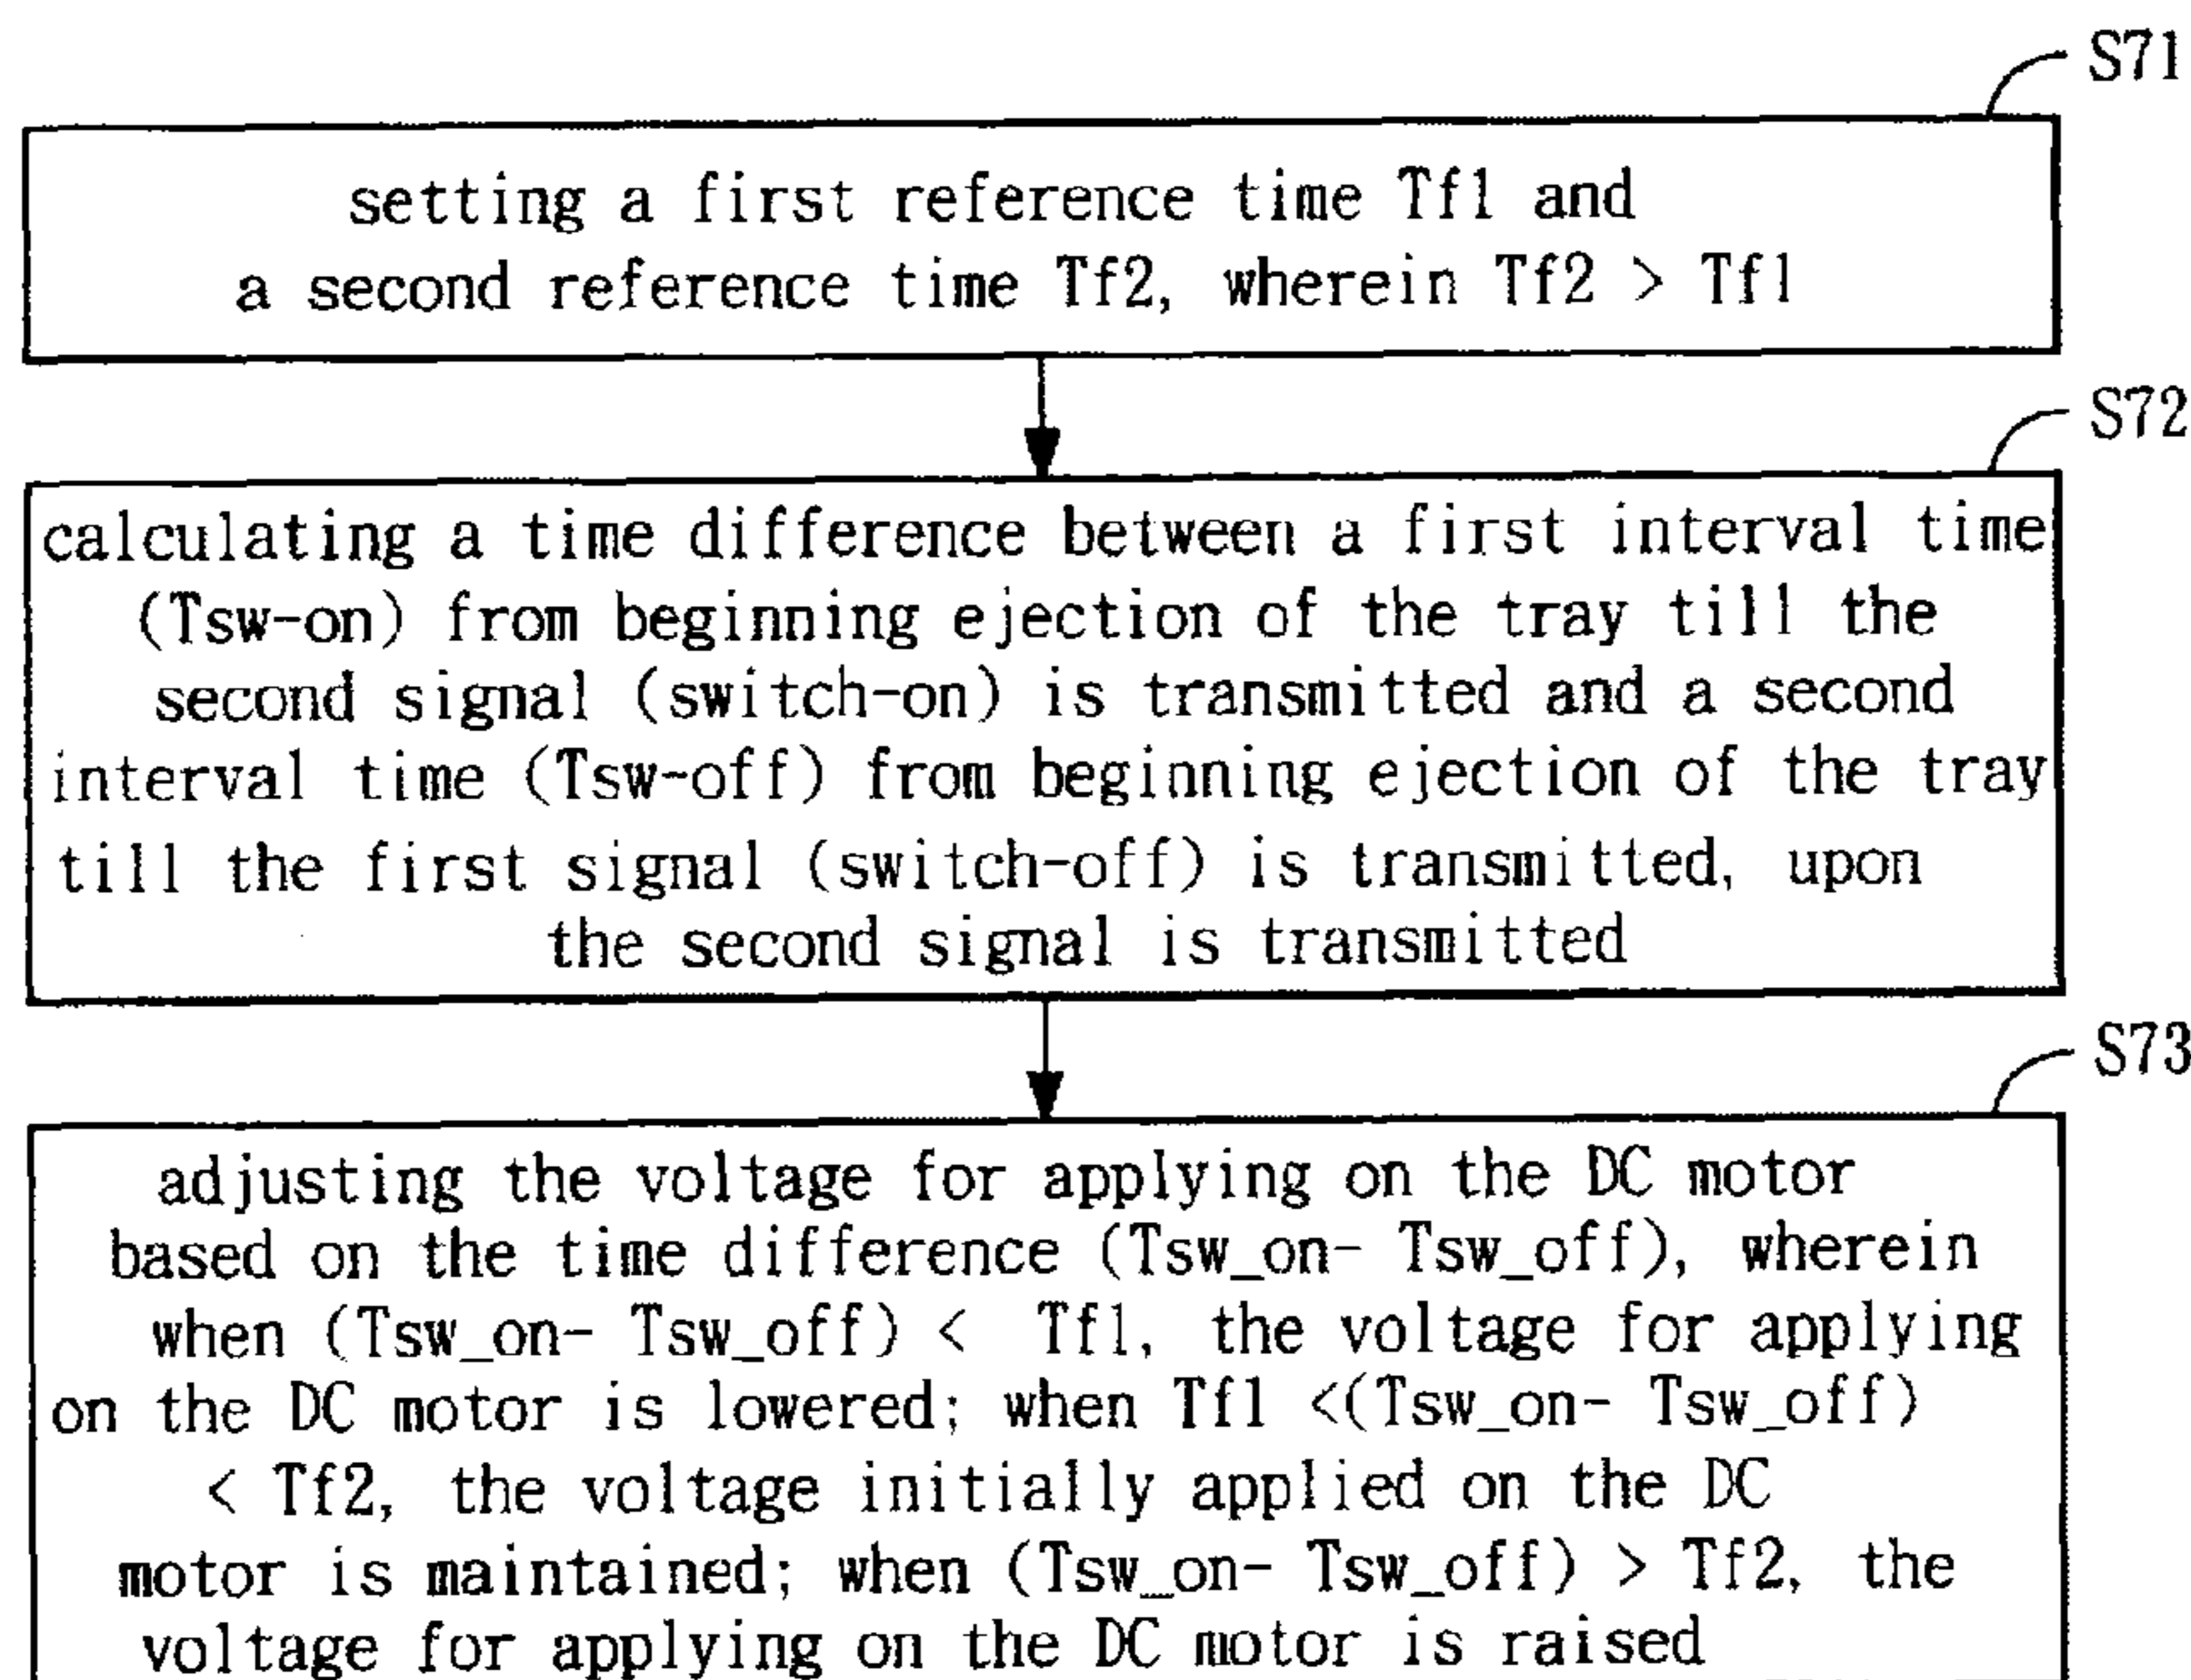 S71
setting a first reference time Tf1 and
a second reference time Tf2, wherein Tf2 > Tf1
S72
calculating a time difference between a first interval time
(Tsw-on) from beginning ejection of the tray till the
second signal (switch-on) is transmitted and a second
interval time (Tsw-off) from beginning ejection of the tray
till the first signal (switch-off) is transmitted, upon
the second signal is transmitted
S73
adjusting the voltage for applying on the DC motor
based on the time difference (Tsw_on- Tsw_off), wherein
when (Tsw_on- Tsw_off) < Tf1, the voltage for applying
on the DC motor is lowered; when Tf1 <(Tsw_on- Tsw_off)
< Tf2, the voltage initially applied on the DC
motor is maintained; when (Tsw_on- Tsw_off) > Tf2, the
voltage for applying on the DC motor is raised